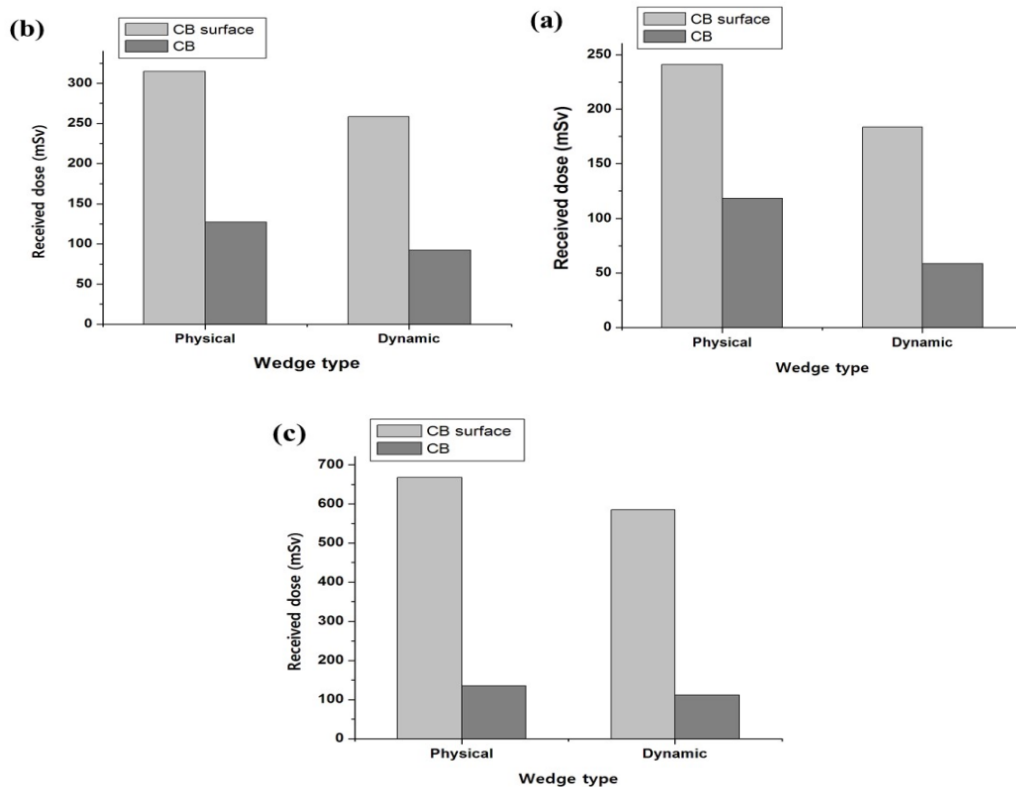 (b)
CB surface
CB
Received dose (mSv)
300
250
200
150
100
50
0
Physical
Dynamic
Wedge type
(a)
CB surface
CB
Received dose (mSv)
250
200
150
100
50
0
Physical
Dynamic
Wedge type
(c)
CB surface
CB
Received dose (mSv)
700
600
500
400
300
200
100
0
Physical
Dynamic
Wedge type